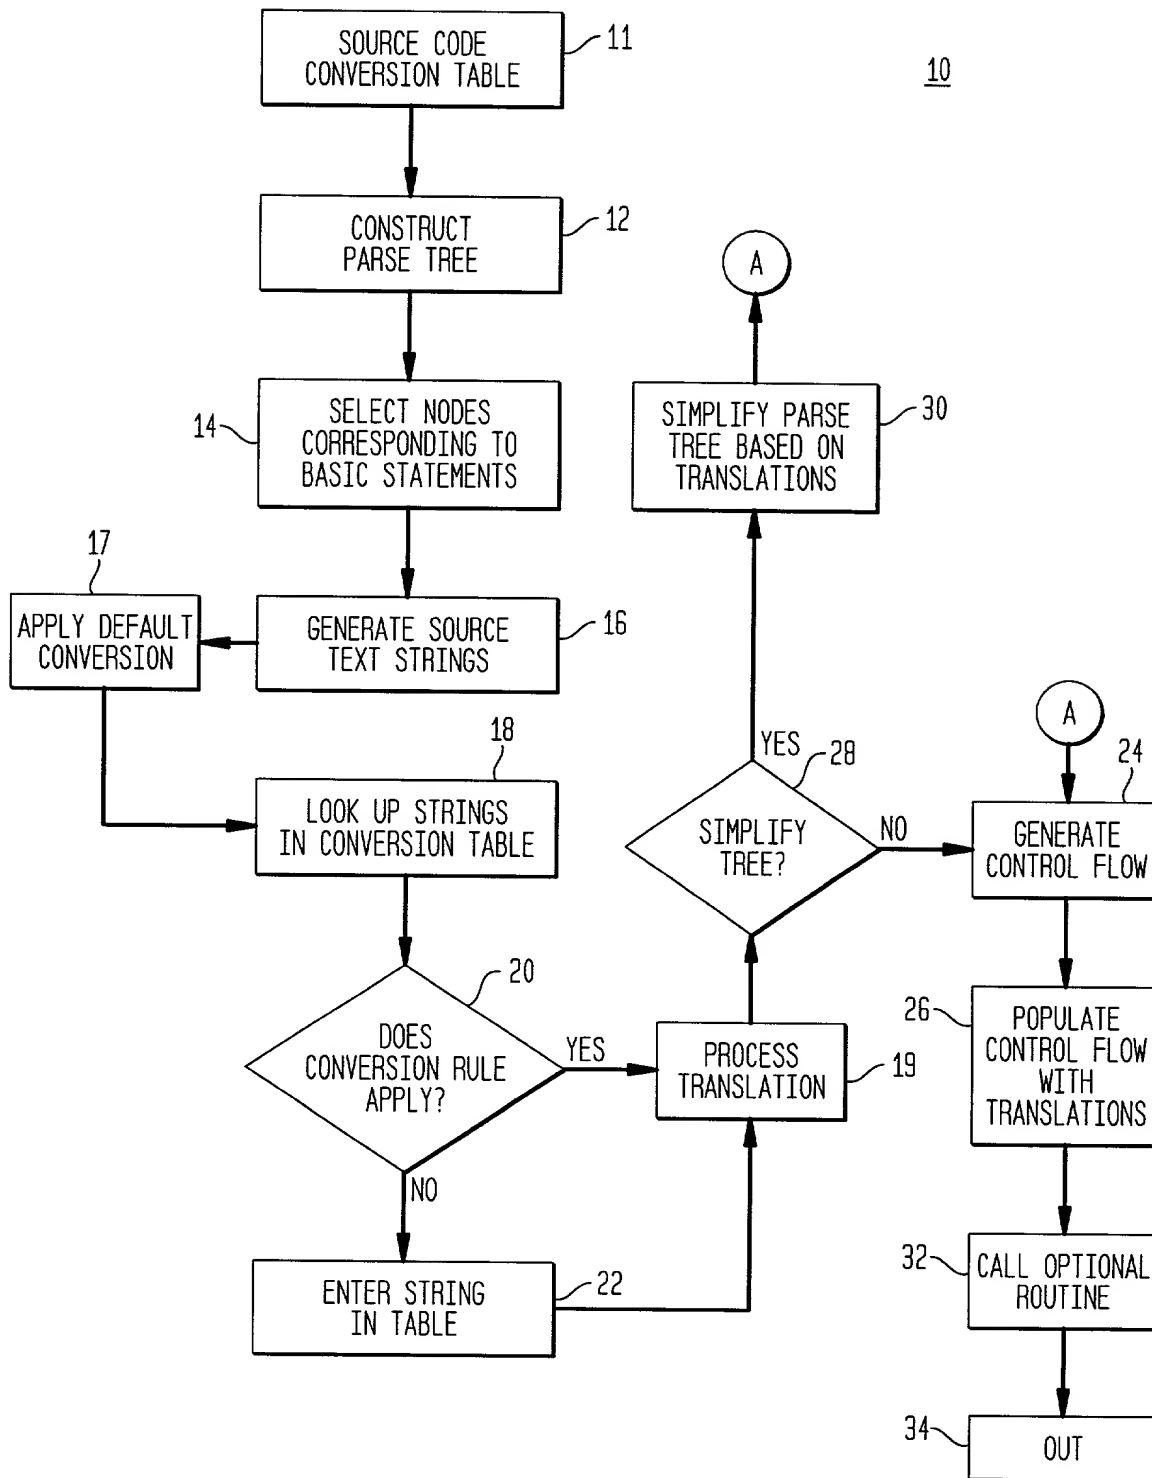 SOURCE CODE
CONVERSION TABLE
11
10
CONSTRUCT
PARSE TREE
12
A
SELECT NODES
CORRESPONDING TO
BASIC STATEMENTS
14
SIMPLIFY PARSE
TREE BASED ON
TRANSLATIONS
30
17
APPLY DEFAULT
CONVERSION
GENERATE SOURCE
TEXT STRINGS
16
18
LOOK UP STRINGS
IN CONVERSION TABLE
YES
28
SIMPLIFY
TREE?
NO
A
24
GENERATE
CONTROL FLOW
20
DOES
CONVERSION RULE
APPLY?
YES
NO
PROCESS
TRANSLATION
19
26
POPULATE
CONTROL FLOW
WITH
TRANSLATIONS
ENTER STRING
IN TABLE
22
32
CALL OPTIONAL
ROUTINE
34
OUT